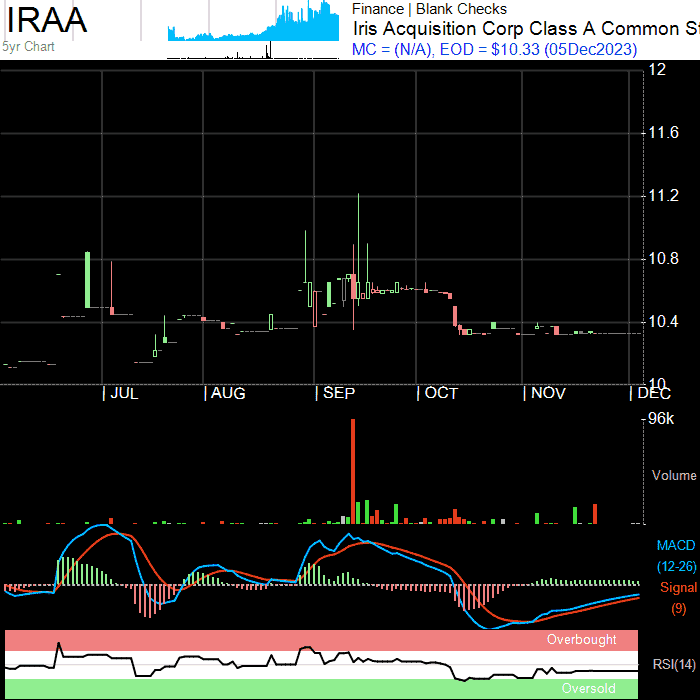 IRAA
5yr Chart
Finance | Blank Checks
Iris Acquisition Corp Class A Common St
MC = (N/A), EOD = $10.33 (05Dec2023)
12
11.6
11.2
10.8
10.4
10
| JUL | AUG | SEP | OCT | NOV | DEC
96k
Volume
MACD
(12-26)
Signal
(9)
Overbought
RSI(14)
Oversold